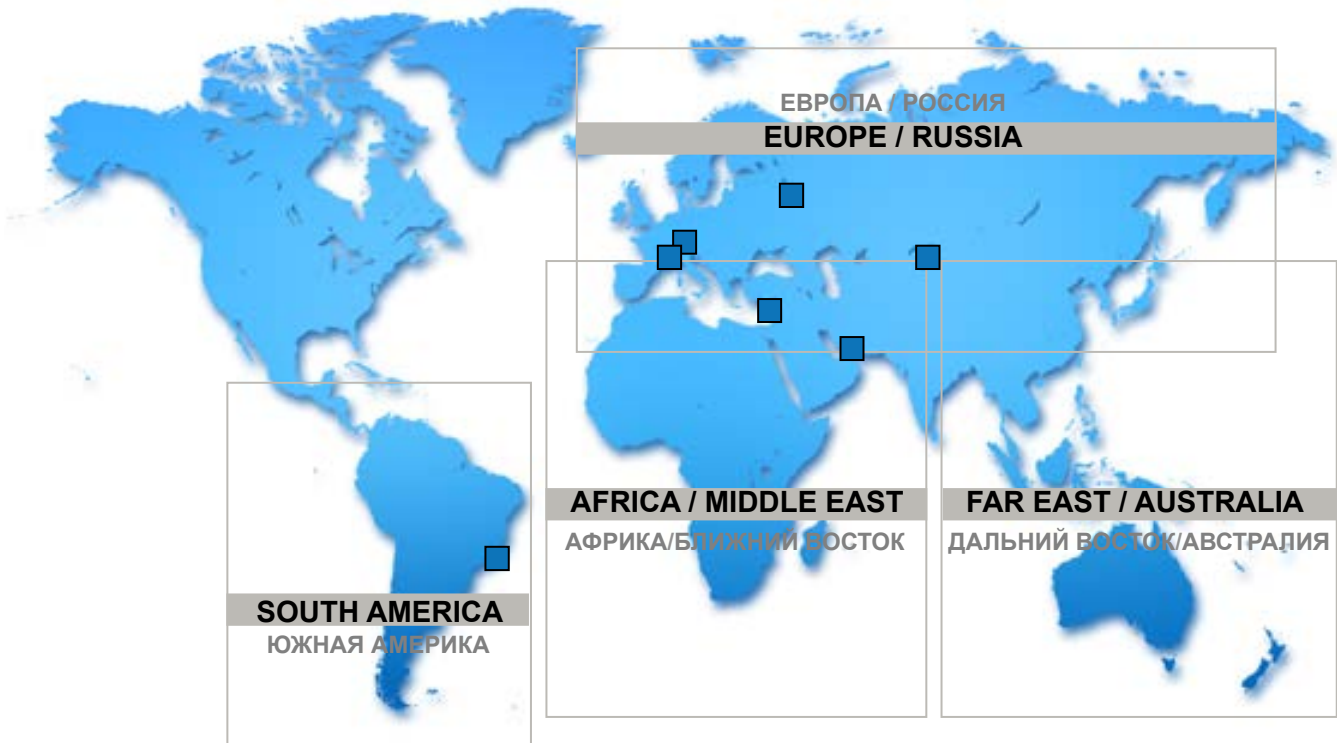 ЕВРОПА / РОССИЯ
EUROPE / RUSSIA
AFRICA / MIDDLE EAST
АФРИКА/БЛИЖНИЙ ВОСТОК
FAR EAST / AUSTRALIA
ДАЛЬНИЙ ВОСТОК/АВСТРАЛИЯ
SOUTH AMERICA
ЮЖНАЯ АМЕРИКА